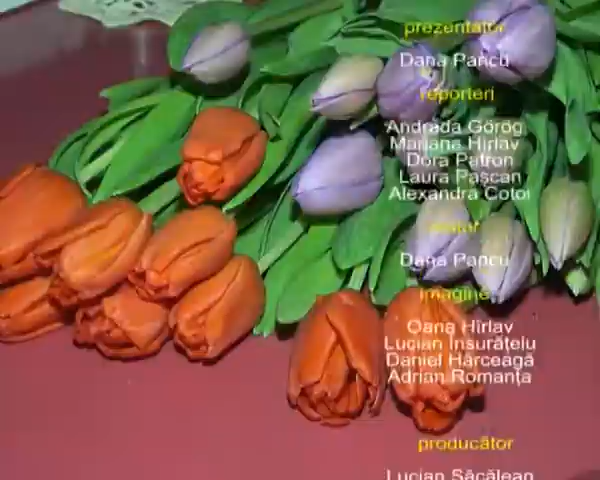 prezentator
Dana Pancu
reporteri
Andrada Görög
Mariana Hîrlav
Dora Patron
Laura Pașcan
Alexandra Cotoi
Dana Pancu
imagine
Oana Hîrlav
Lucian Însurățelu
Daniel Harceagă
Adrian Romanța
producător
Lucian Săcălean